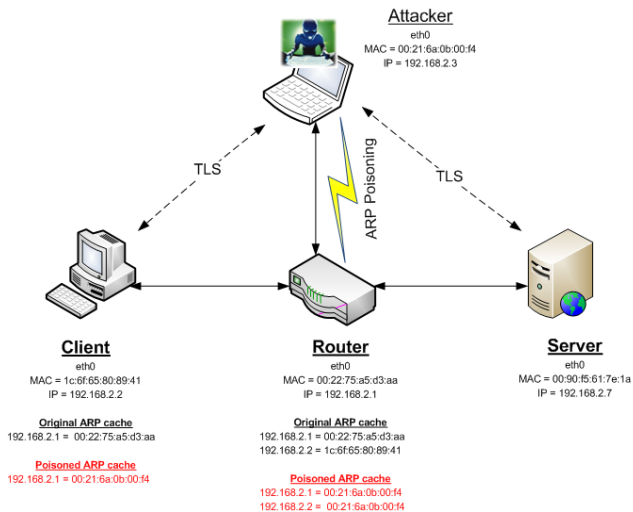 Attacker
eth0
MAC = 00:21:6a:0b:00:f4
IP = 192.168.2.3
TLS
ARP Poisoning
TLS
Client
eth0
MAC = 1c:6f:65:80:89:41
IP = 192.168.2.2
Original ARP cache
192.168.2.1 = 00:22:75:a5:d3:aa
Poisoned ARP cache
192.168.2.1 = 00:21:6a:0b:00:f4
Router
eth0
MAC = 00:22:75:a5:d3:aa
IP = 192.168.2.1
Original ARP cache
192.168.2.1 = 00:22:75:a5:d3:aa
192.168.2.2 = 1c:6f:65:80:89:41
Poisoned ARP cache
192.168.2.1 = 00:21:6a:0b:00:f4
192.168.2.2 = 00:21:6a:0b:00:f4
Server
eth0
MAC = 00:90:f5:61:7e:1a
IP = 192.168.2.7